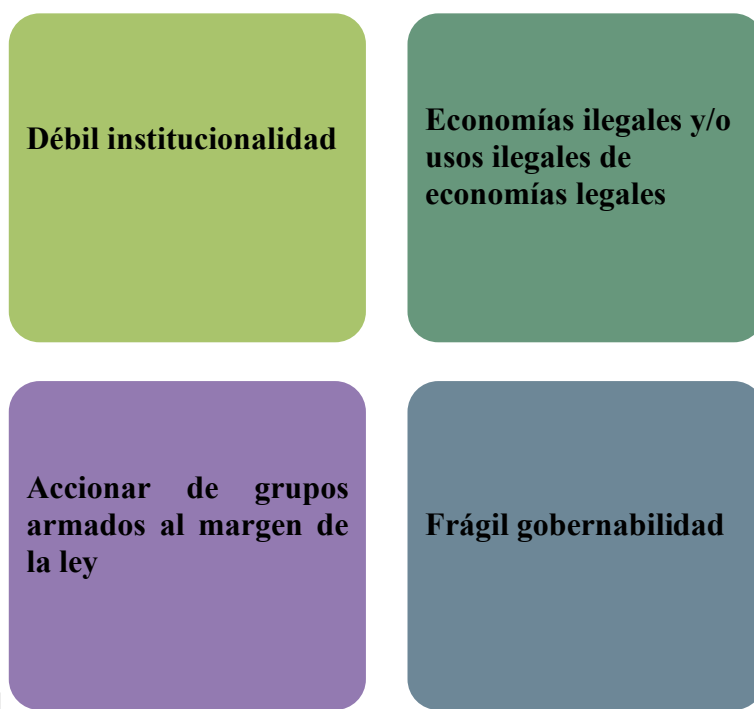 Débil institucionalidad
Economías ilegales y/o
usos ilegales de
economías legales
Accionar de grupos
armados al margen de
la ley
Frágil gobernabilidad